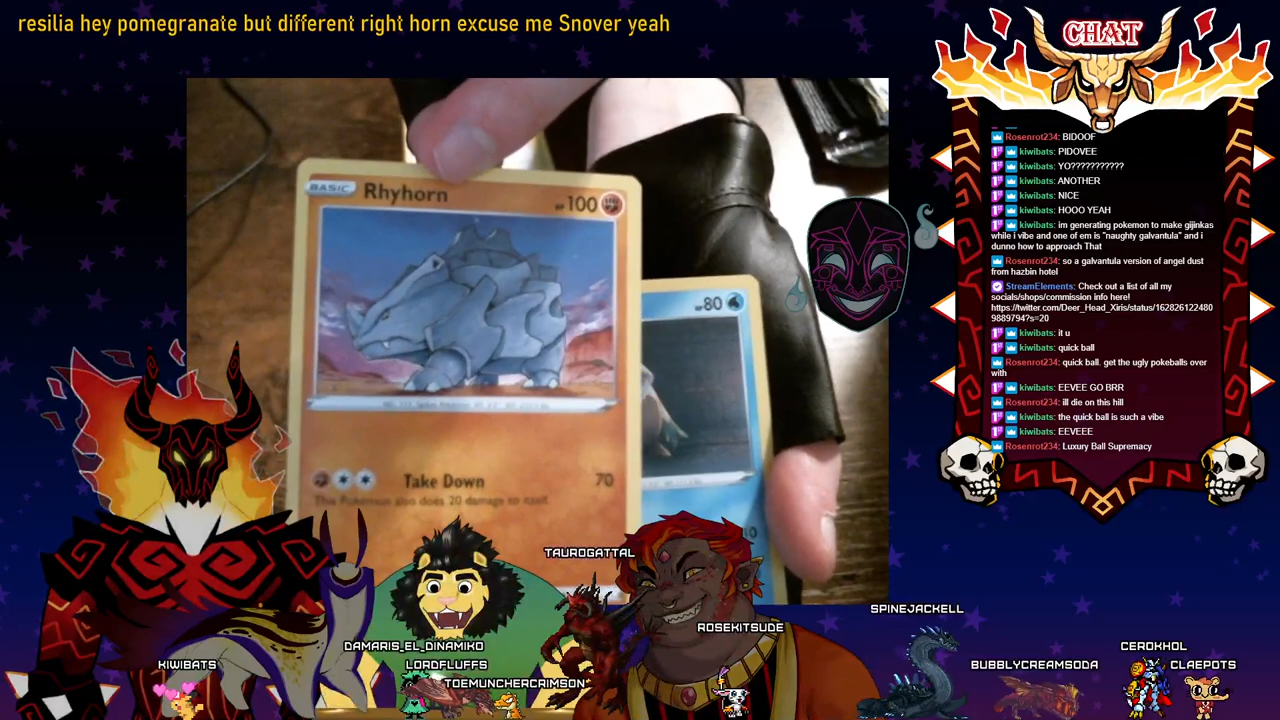 resilia hey pomegranate but different right horn excuse me Snover yeah
CHAT
Rosenrot234: BIDOOF
kiwibats: PIDOVEE
kiwibats: YO???????????
kiwibats: ANOTHER
kiwibats: NICE
kiwibats: HOOO YEAH
kiwibats: im generating pokemon to make gijinkas
while i vibe and one of em is "naughty galvantula" and i
dunno how to approach That
Rosenrot234: so a galvantula version of angel dust
from hazbin hotel
StreamElements: Check out a list of all my
socials/shops/commission info here!
https://twitter.com/Deer_Head_Xiris/status/162826122480
9889794?s=20
kiwibats: it u
kiwibats: quick ball
Rosenrot234: quick ball. get the ugly pokeballs over
with
kiwibats: EEVEE GO BRR
Rosenrot234: ill die on this hill
kiwibats: the quick ball is such a vibe
kiwibats: EEVEEE
Rosenrot234: Luxury Ball Supremacy
BASIC Rhyhorn HP 100
HP 80
Take Down 70
This Pokémon also does 20 damage to itself.
10
TAUROGATTAL
SPINEJACKELL
ROSEKITSUDE
DAMARIS_EL_DINAMIKO
CEROKHOL
KIWIBATS
LORDFLUFFS
BUBBLYCREAMSODA
CLAEPOTS
TOEMUNCHERCRIMSON